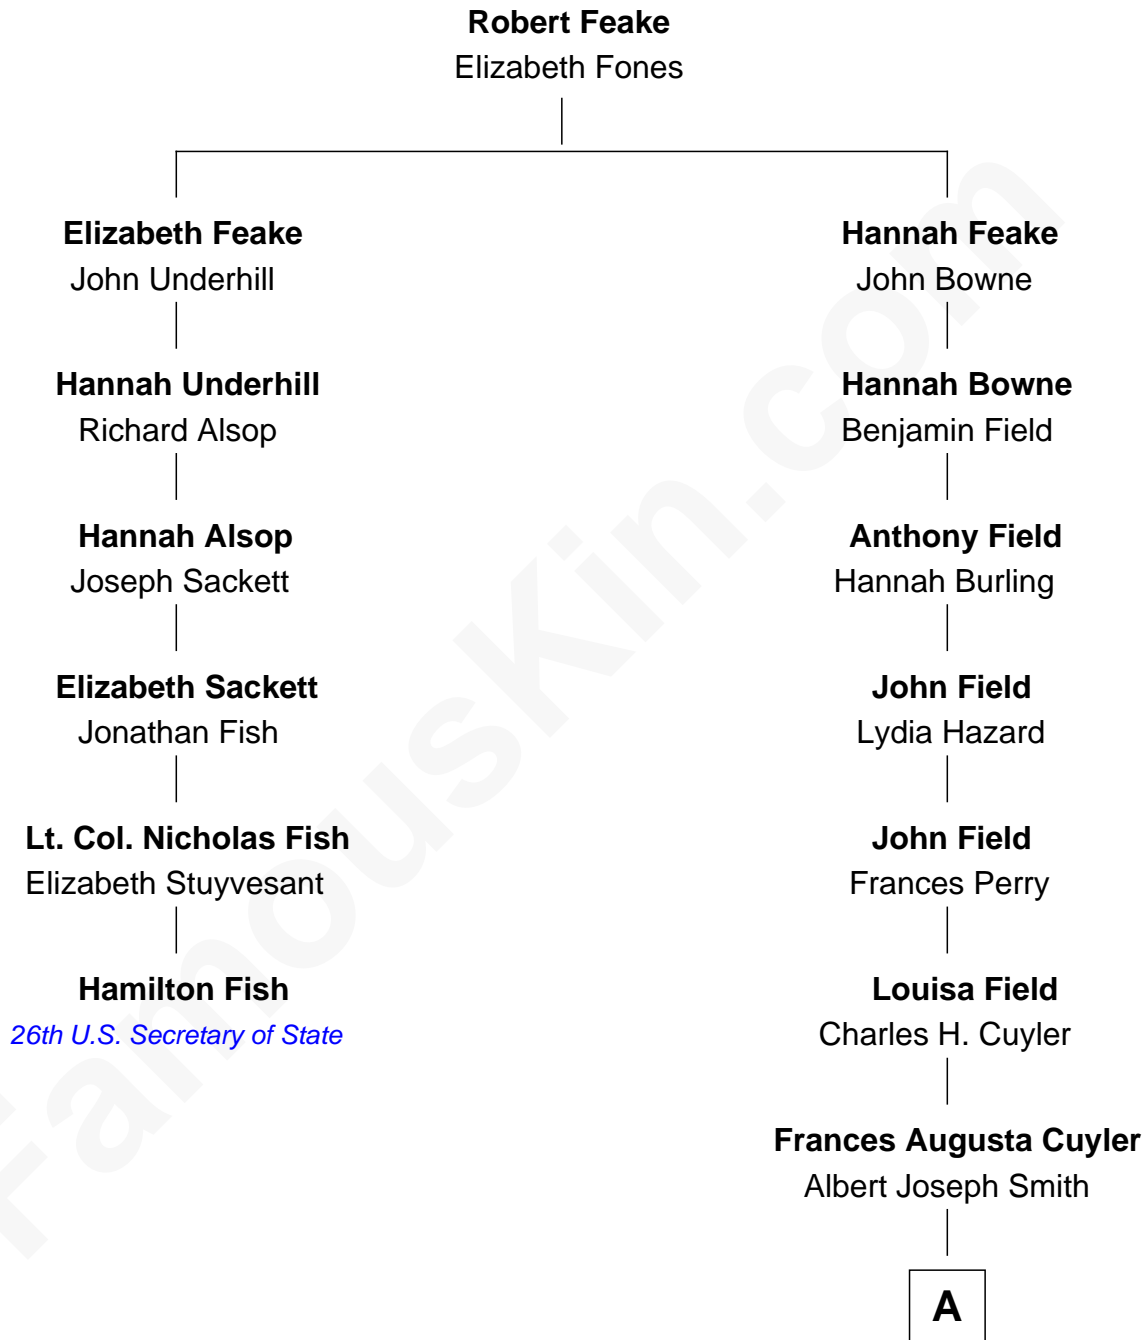 Robert Feake
Elizabeth Fones
Elizabeth Feake
John Underhill
Hannah Underhill
Richard Alsop
Hannah Alsop
Joseph Sackett
Elizabeth Sackett
Jonathan Fish
Lt. Col. Nicholas Fish
Elizabeth Stuyvesant
Hamilton Fish
26th U.S. Secretary of State
Hannah Feake
John Bowne
Hannah Bowne
Benjamin Field
Anthony Field
Hannah Burling
John Field
Lydia Hazard
John Field
Frances Perry
Louisa Field
Charles H. Cuyler
Frances Augusta Cuyler
Albert Joseph Smith
A
FamousKin.com